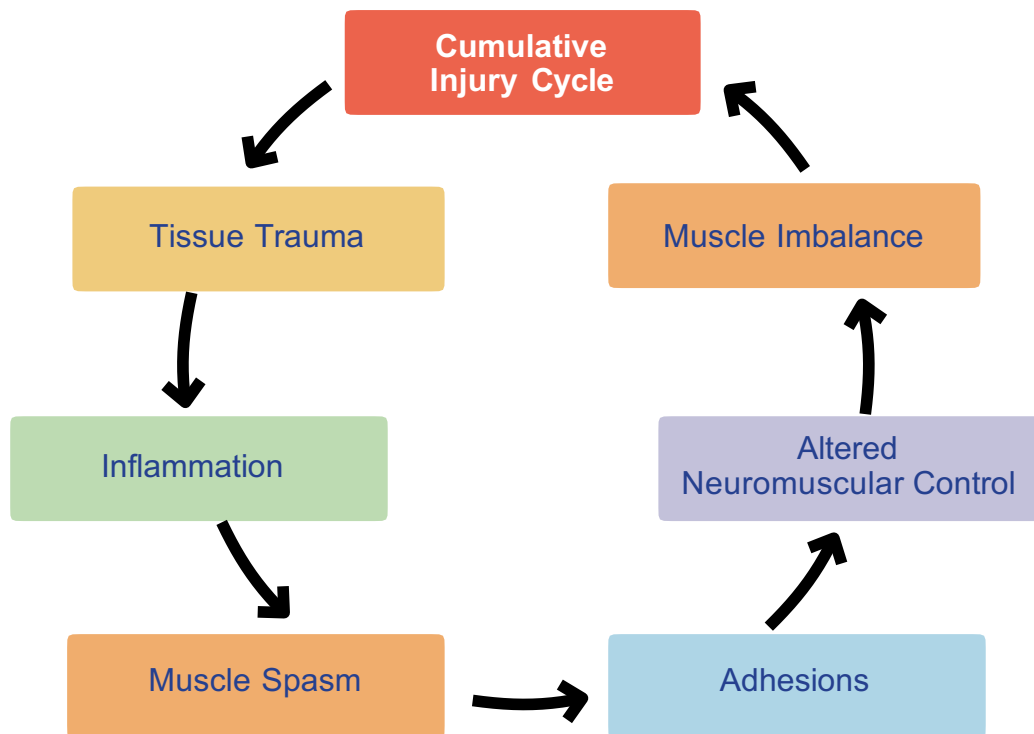 Cumulative
Injury Cycle
Tissue Trauma
Inflammation
Muscle Spasm
Adhesions
Altered
Neuromuscular Control
Muscle Imbalance